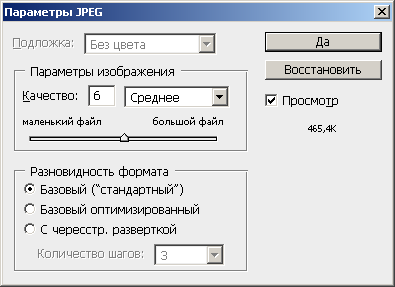 Параметры JPEG
Подложка: Без цвета
Да
Восстановить
Просмотр
465,4K
Параметры изображения
Качество: 6 Среднее
маленький файл большой файл
Разновидность формата
Базовый ("стандартный")
Базовый оптимизированный
С чересстр. разверткой
Количество шагов: 3